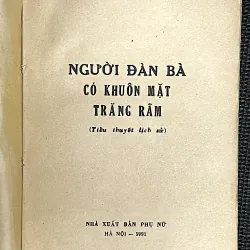 NGƯỜI ĐÀN BÀ
CÓ KHUÔN MẶT
TRĂNG RẰM
(Tiểu thuyết lịch sử)
NHÀ XUẤT BẢN PHỤ NỮ
HÀ NỘI — 1991